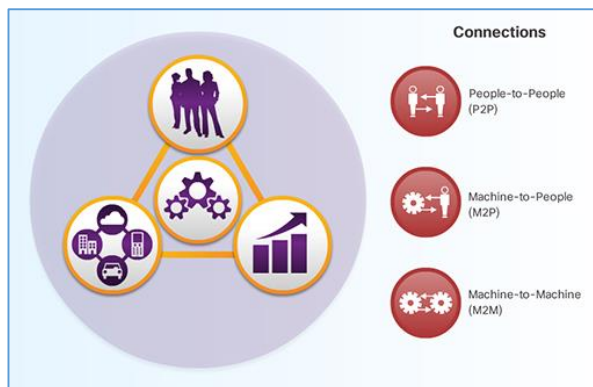 Connections
People-to-People
(P2P)
Machine-to-People
(M2P)
Machine-to-Machine
(M2M)